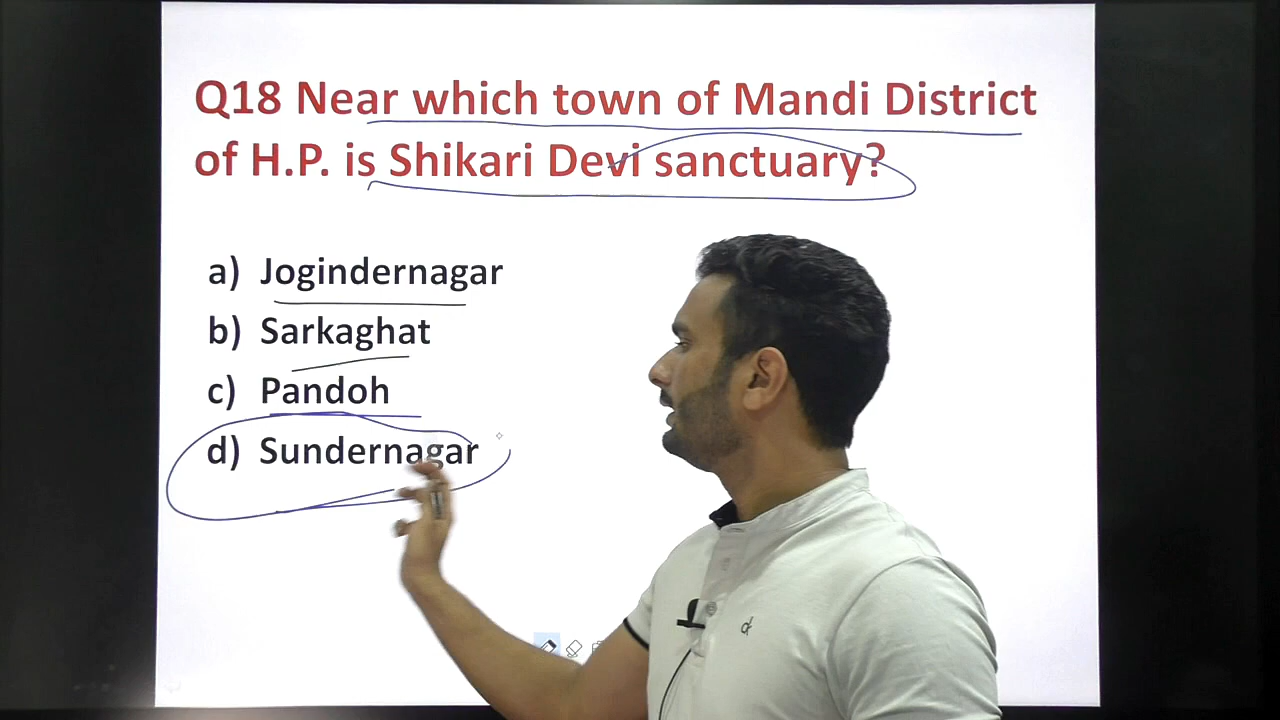 Q18 Near which town of Mandi District
of H.P. is Shikari Devi sanctuary?
a) Jogindernagar
b) Sarkaghat
c) Pandoh
d) Sundernagar